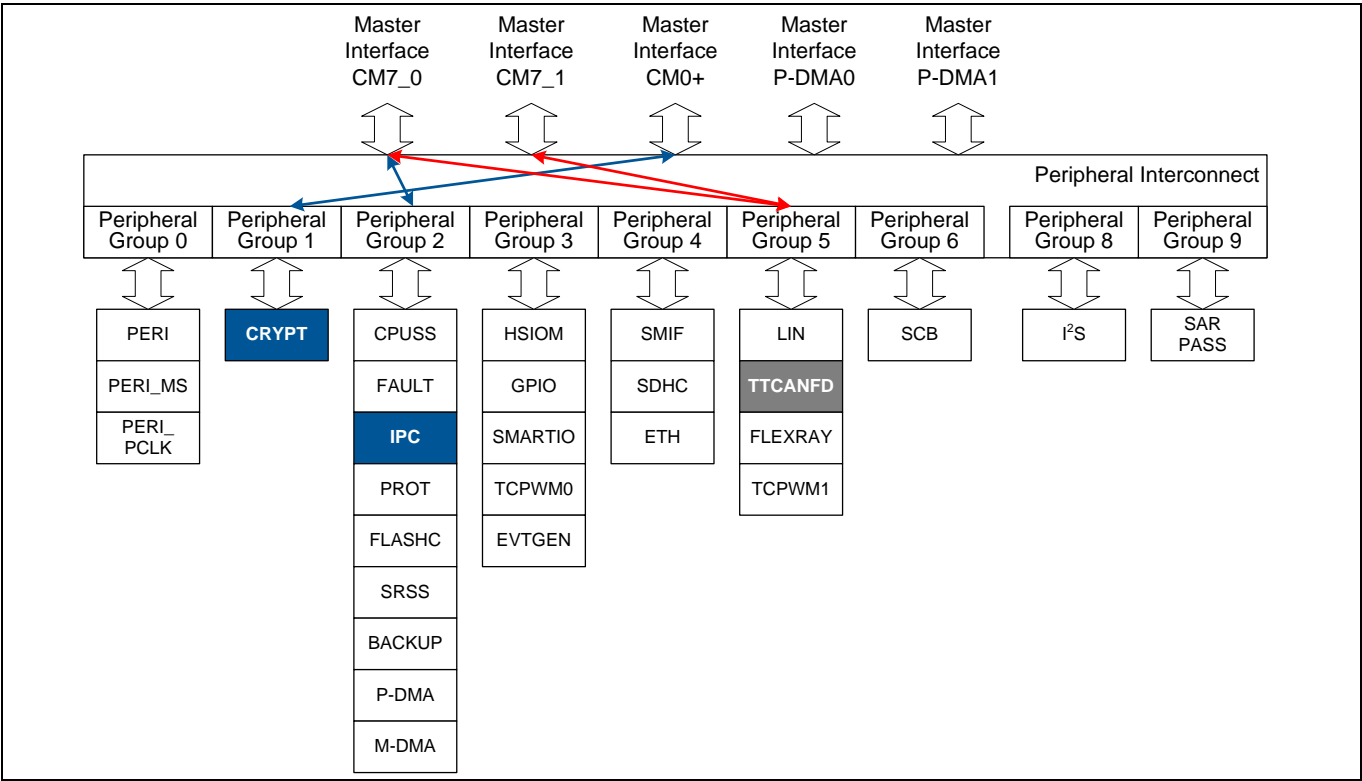 Master
Interface
CM7_0
Master
Interface
CM7_1
Master
Interface
CM0+
Master
Interface
P-DMA0
Master
Interface
P-DMA1
Peripheral Interconnect
Peripheral
Group 0
Peripheral
Group 1
Peripheral
Group 2
Peripheral
Group 3
Peripheral
Group 4
Peripheral
Group 5
Peripheral
Group 6
Peripheral
Group 8
Peripheral
Group 9
PERI
PERI_MS
PERI_
PCLK
CRYPT
CPUSS
FAULT
IPC
PROT
FLASHC
SRSS
BACKUP
P-DMA
M-DMA
HSIOM
GPIO
SMARTIO
TCPWM0
EVTGEN
SMIF
SDHC
ETH
LIN
TTCANFD
FLEXRAY
TCPWM1
SCB
I²S
SAR
PASS